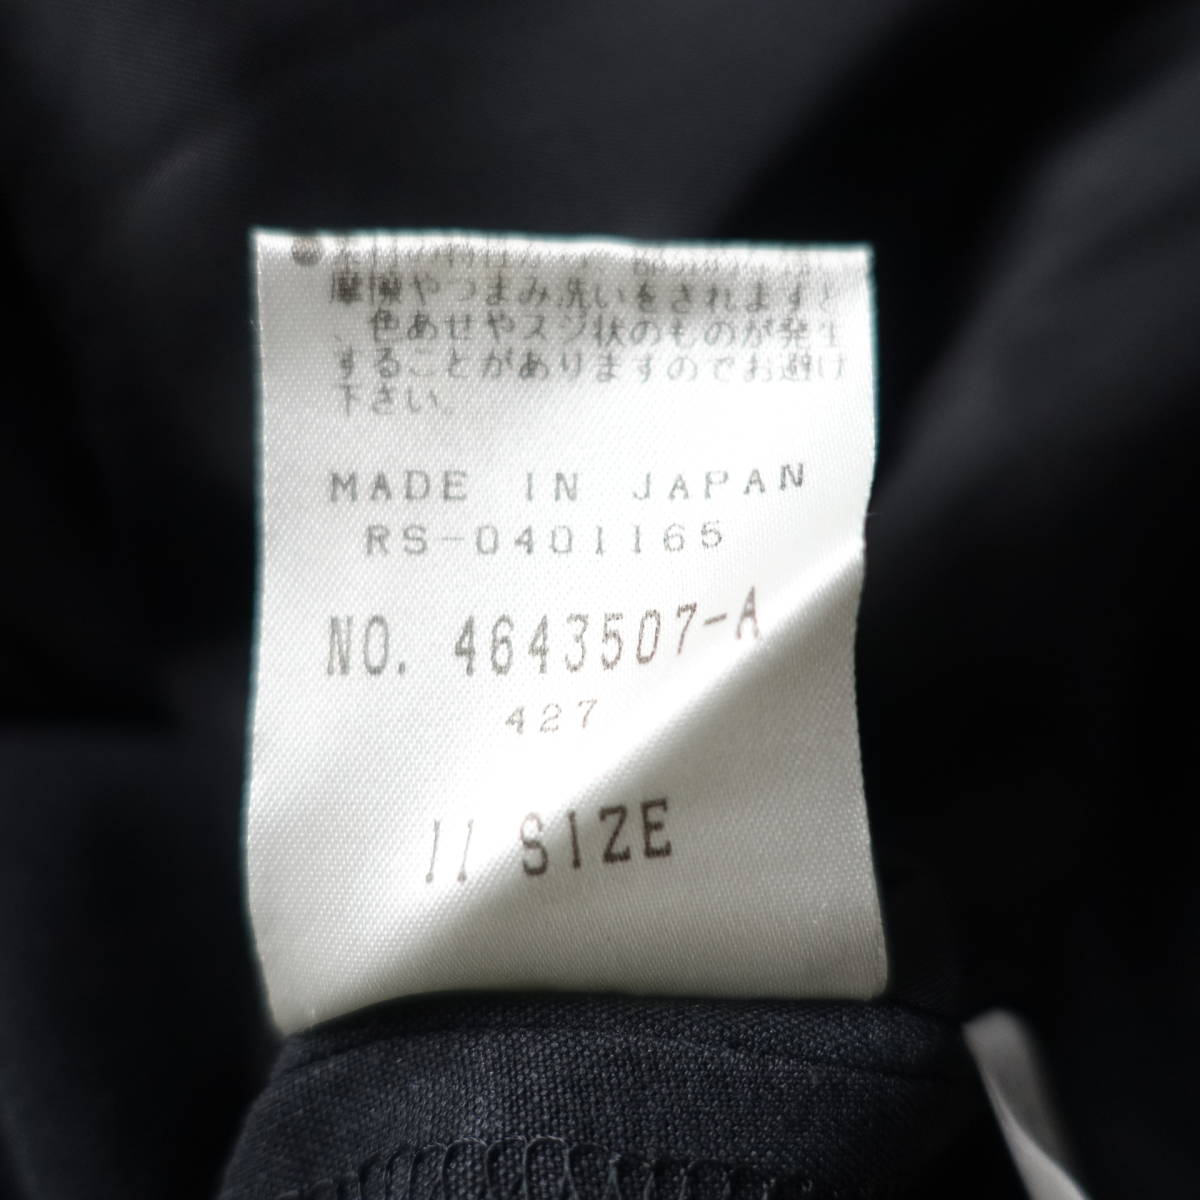 摩擦やつまみ洗いをされますと
、色あせやスジ状のものが発生
することがありますのでお避け
下さい。
MADE IN JAPAN
RS-0401165
NO. 4643507-A
427
11 SIZE